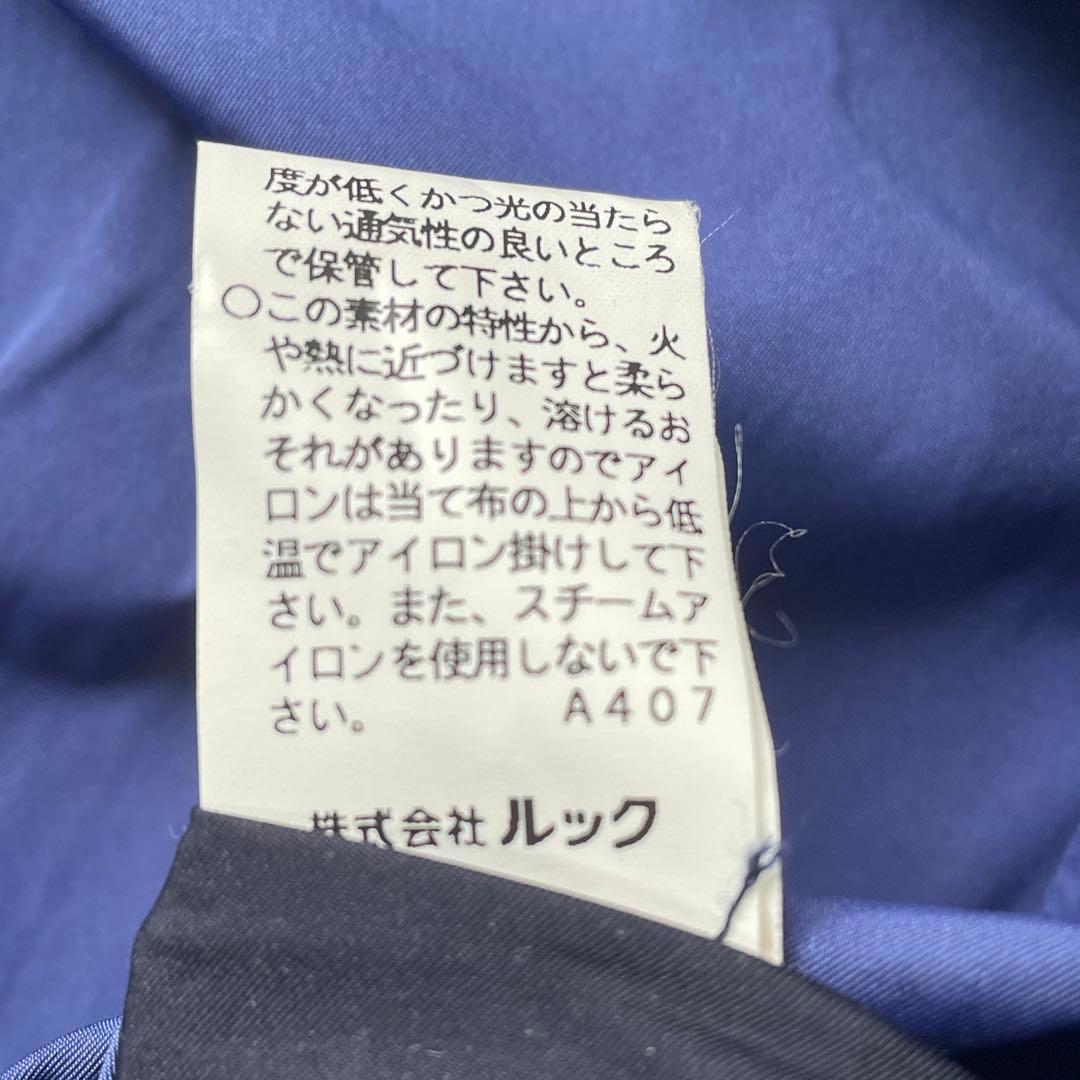 度が低くかつ光の当たら
ない通気性の良いところ
で保管して下さい。
○この素材の特性から、火
や熱に近づけますと柔ら
かくなったり、溶けるお
それがありますのでアイ
ロンは当て布の上から低
温でアイロン掛けして下
さい。また、スチームア
イロンを使用しないで下
さい。 A407
株式会社 ルック